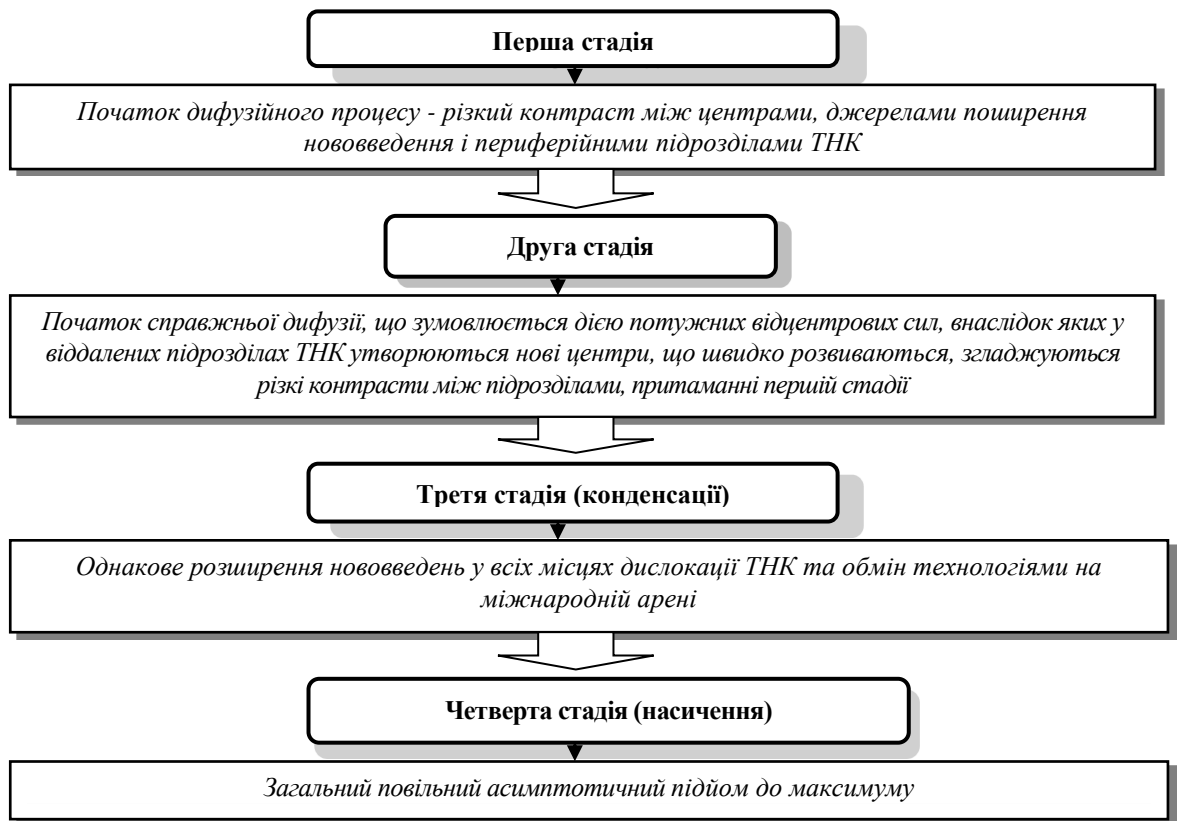 Перша стадія
Початок дифузійного процесу - різкий контраст між центрами, джерелами поширення
нововведення і периферійними підрозділами ТНК
Друга стадія
Початок справжньої дифузії, що зумовлюється дією потужних відцентрових сил, внаслідок яких у
віддалених підрозділах ТНК утворюються нові центри, що швидко розвиваються, згладжуються
різкі контрасти між підрозділами, притаманні першій стадії
Третя стадія (конденсації)
Однакове розширення нововведень у всіх місцях дислокації ТНК та обмін технологіями на
міжнародній арені
Четверта стадія (насичення)
Загальний повільний асимптотичний підйом до максимуму